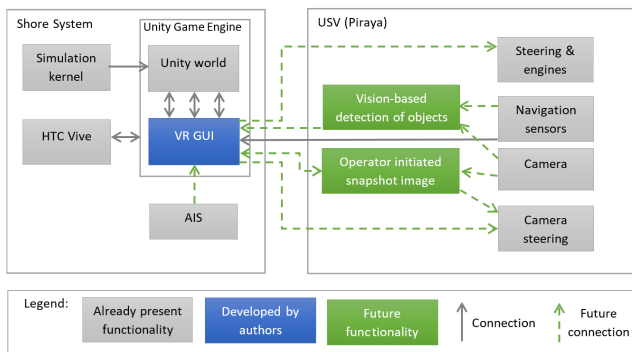 Shore System
Unity Game Engine
USV (Piraya)
Simulation
kernel
Unity world
Steering &
engines
Vision-based
detection of objects
Navigation
sensors
HTC Vive
VR GUI
Operator initiated
snapshot image
Camera
AIS
Camera
steering
Legend:
Already present
functionality
Developed by
authors
Future
functionality
Connection
Future
connection